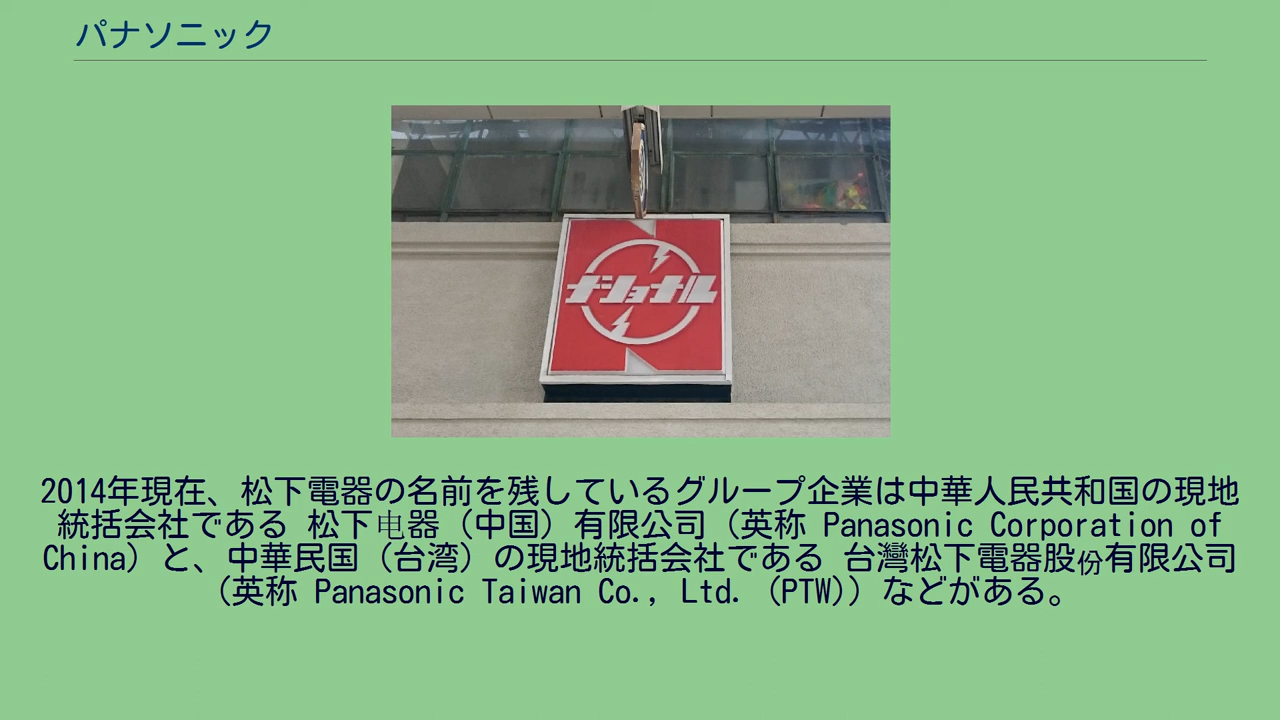 パナソニック
ナショナル
2014年現在、松下電器の名前を残しているグループ企業は中華人民共和国の現地
統括会社である 松下电器（中国）有限公司（英称 Panasonic Corporation of
China）と、中華民国（台湾）の現地統括会社である 台灣松下電器股份有限公司
（英称 Panasonic Taiwan Co., Ltd. (PTW)）などがある。